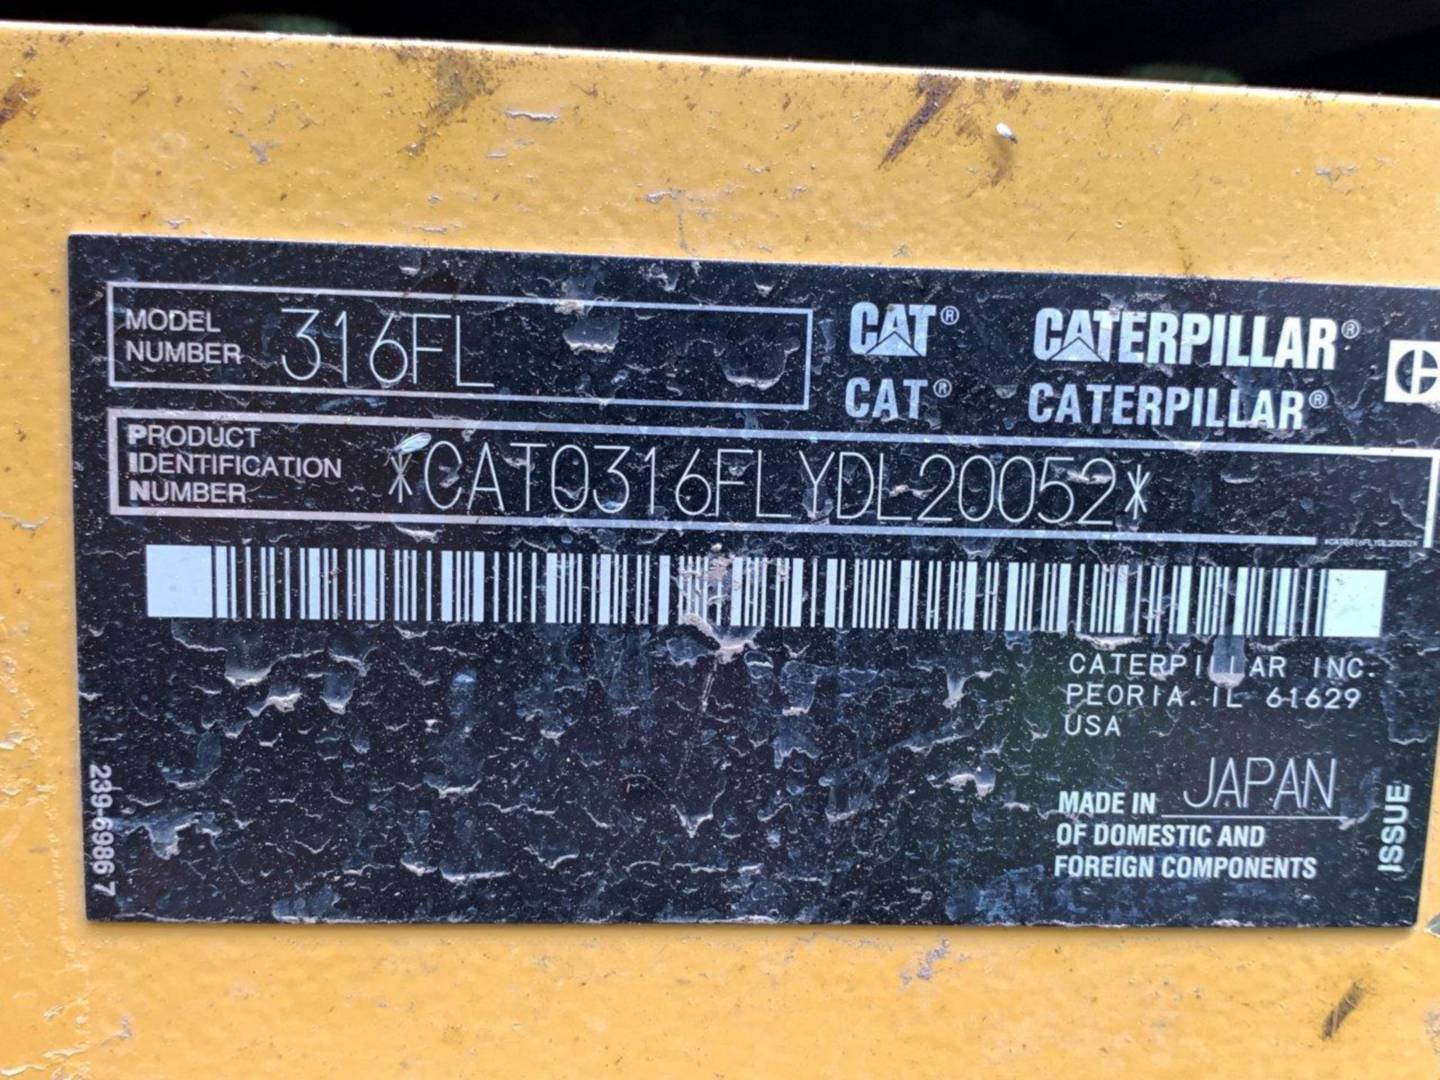 MODEL NUMBER 316FL
CAT® CATERPILLAR®
CAT® CATERPILLAR®
PRODUCT IDENTIFICATION NUMBER *CAT0316FLYDL20052*
*CAT0316FLYDL20052*
CATERPILLAR INC.
PEORIA. IL 61629
USA
MADE IN JAPAN
OF DOMESTIC AND
FOREIGN COMPONENTS
239-6986 7
ISSUE